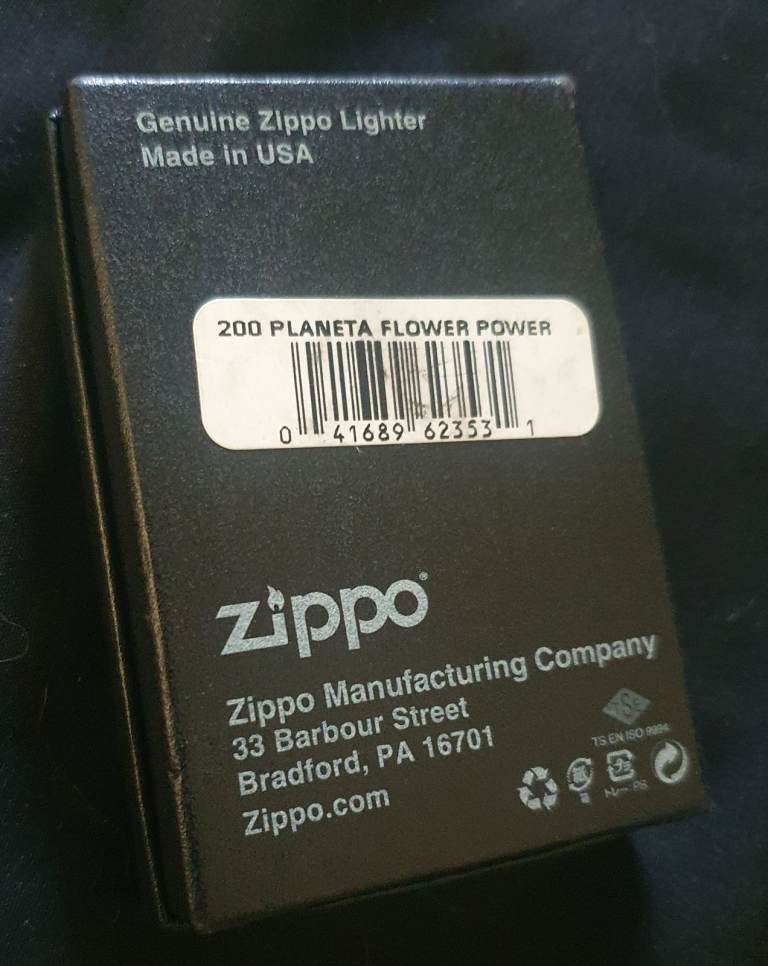 Genuine Zippo Lighter
Made in USA
200 PLANETA FLOWER POWER
0 41689 62353 1
zippo®
Zippo Manufacturing Company
33 Barbour Street
Bradford, PA 16701
Zippo.com
TSE
TS EN ISO 9994